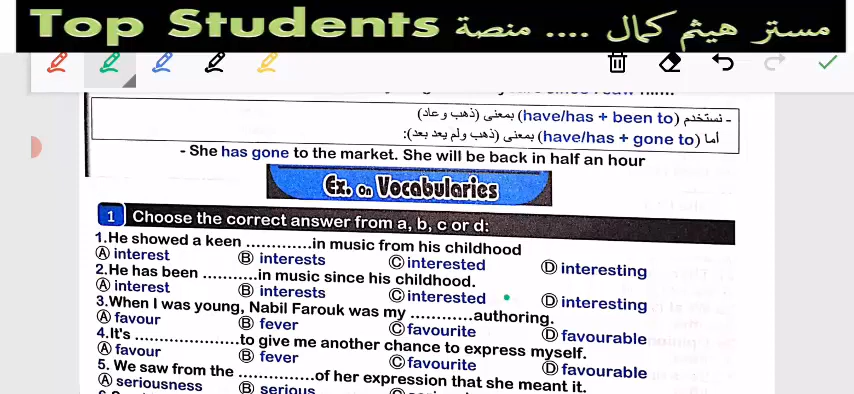 Top Students مستر هيثم كمال .... منصة
- نستخدم (have/has + been to) بمعنى (ذهب وعاد)
أما (have/has + gone to) بمعنى (ذهب ولم يعد بعد):
- She has gone to the market. She will be back in half an hour
Ex. on Vocabularies
1 Choose the correct answer from a, b, c or d:
1.He showed a keen .............in music from his childhood
Ⓐ interest Ⓑ interests Ⓒ interested Ⓓ interesting
2.He has been ...........in music since his childhood.
Ⓐ interest Ⓑ interests Ⓒ interested Ⓓ interesting
3.When I was young, Nabil Farouk was my ............authoring.
Ⓐ favour Ⓑ fever Ⓒ favourite Ⓓ favourable
4.It's ....................to give me another chance to express myself.
Ⓐ favour Ⓑ fever Ⓒ favourite Ⓓ favourable
5. We saw from the ..............of her expression that she meant it.
Ⓐ seriousness Ⓑ serious